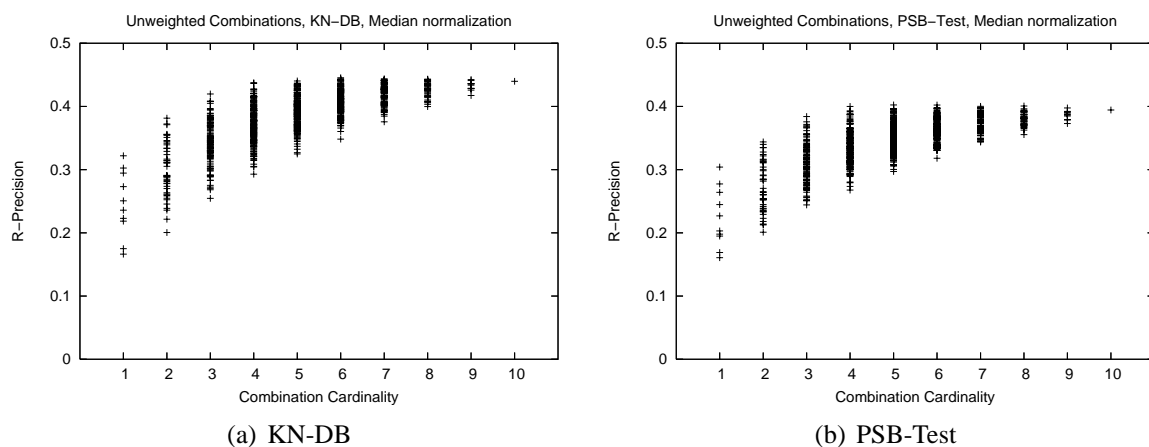 Unweighted Combinations, KN−DB, Median normalization
0.5
0.4
0.3
0.2
0.1
0
R−Precision
1 2 3 4 5 6 7 8 9 10
Combination Cardinality
(a) KN-DB
Unweighted Combinations, PSB−Test, Median normalization
0.5
0.4
0.3
0.2
0.1
0
R−Precision
1 2 3 4 5 6 7 8 9 10
Combination Cardinality
(b) PSB-Test